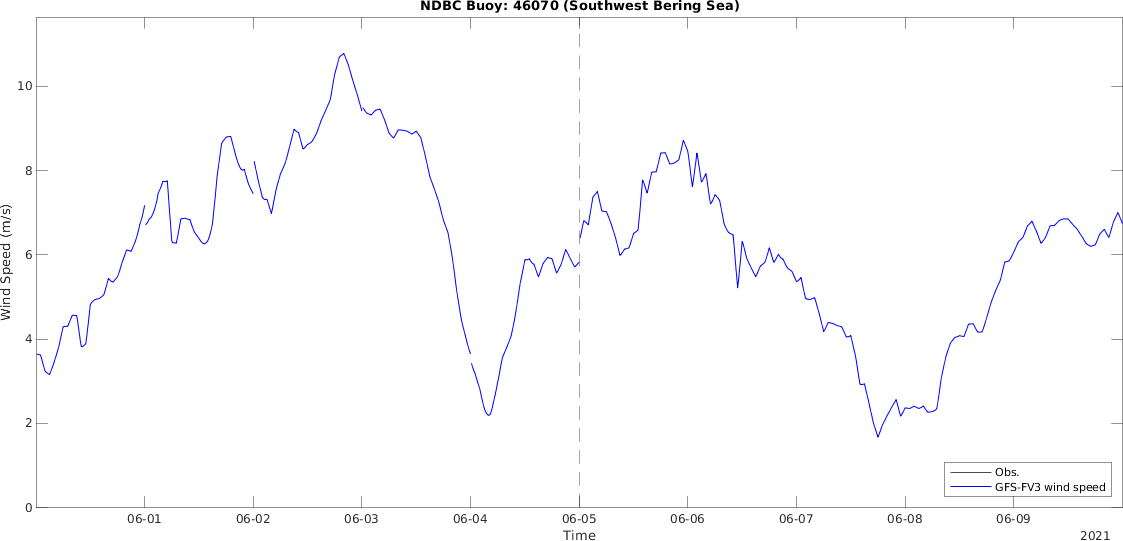 NDBC Buoy: 46070 (Southwest Bering Sea)
Wind Speed (m/s)
10
8
6
4
2
0
06-01 06-02 06-03 06-04 06-05 06-06 06-07 06-08 06-09
Time
2021
Obs.
GFS-FV3 wind speed